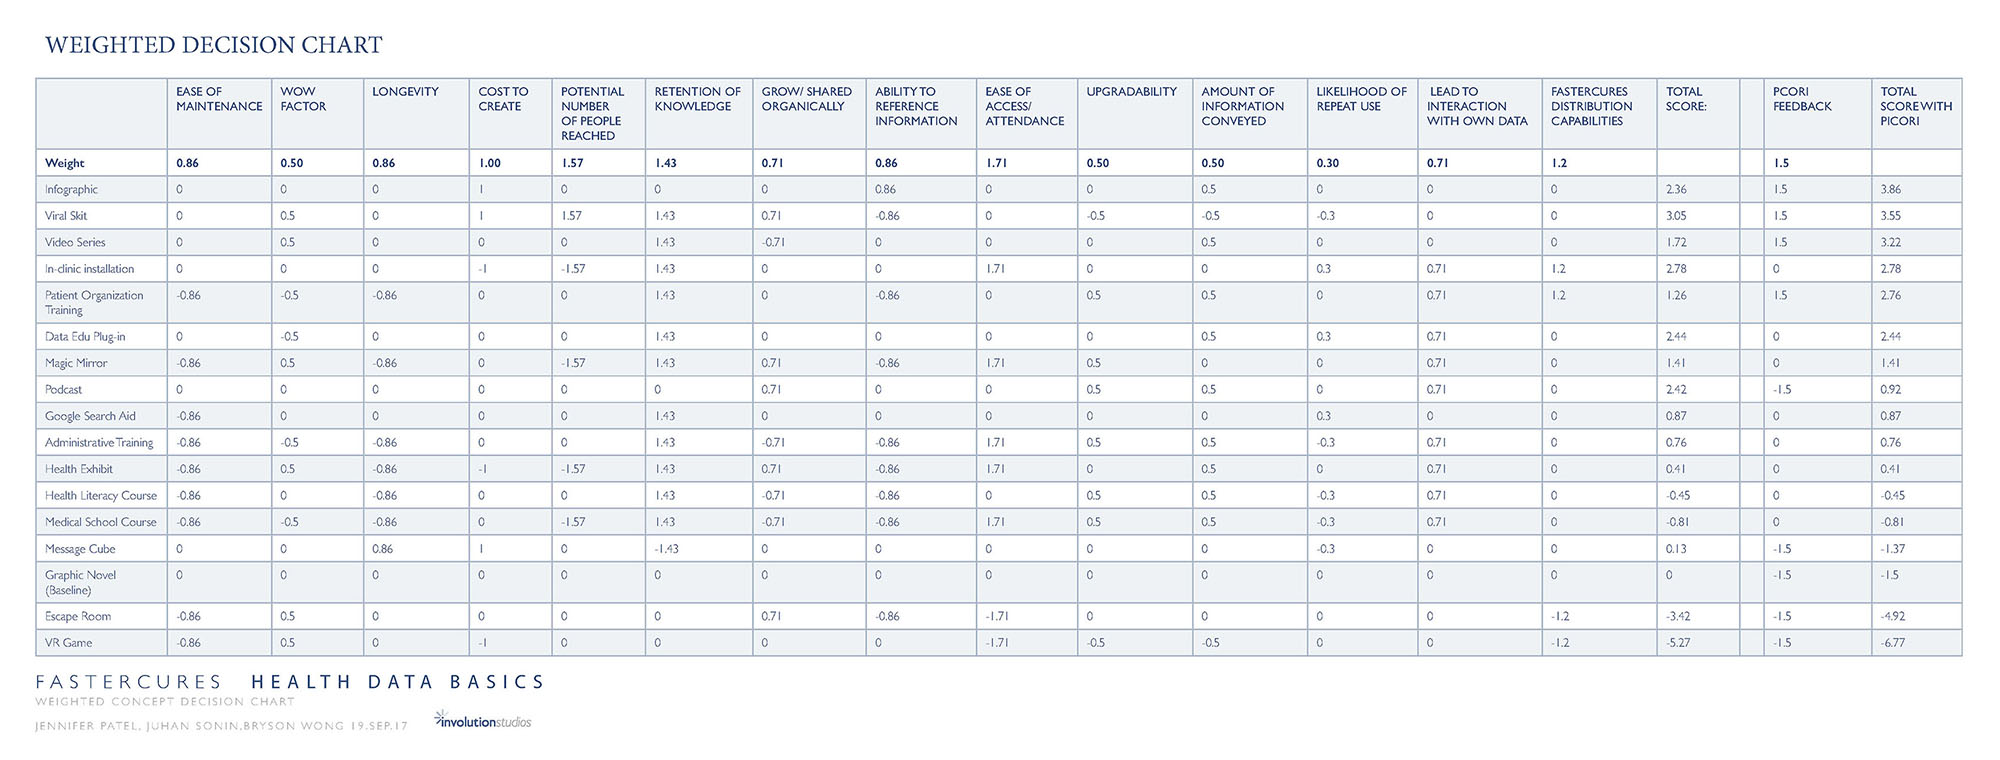 WEIGHTED DECISION CHART
EASE OF MAINTENANCE WOW FACTOR LONGEVITY COST TO CREATE POTENTIAL NUMBER OF PEOPLE REACHED RETENTION OF KNOWLEDGE GROW/ SHARED ORGANICALLY ABILITY TO REFERENCE INFORMATION EASE OF ACCESS/ ATTENDANCE UPGRADABILITY AMOUNT OF INFORMATION CONVEYED LIKELIHOOD OF REPEAT USE LEAD TO INTERACTION WITH OWN DATA FASTERCURES DISTRIBUTION CAPABILITIES TOTAL SCORE: PCORI FEEDBACK TOTAL SCORE WITH PICORI
Weight 0.86 0.50 0.86 1.00 1.57 1.43 0.71 0.86 1.71 0.50 0.50 0.30 0.71 1.2 1.5
Infographic 0 0 0 1 0 0 0 0.86 0 0 0.5 0 0 0 2.36 1.5 3.86
Viral Skit 0 0.5 0 1 1.57 1.43 0.71 -0.86 0 -0.5 -0.5 -0.3 0 0 3.05 1.5 3.55
Video Series 0 0.5 0 0 0 1.43 -0.71 0 0 0 0.5 0 0 0 1.72 1.5 3.22
In-clinic installation 0 0 0 -1 -1.57 1.43 0 0 1.71 0 0 0.3 0.71 1.2 2.78 0 2.78
Patient Organization Training -0.86 -0.5 -0.86 0 0 1.43 0 -0.86 0 0.5 0.5 0 0.71 1.2 1.26 1.5 2.76
Data Edu Plug-in 0 -0.5 0 0 0 1.43 0 0 0 0 0.5 0.3 0.71 0 2.44 0 2.44
Magic Mirror -0.86 0.5 -0.86 0 -1.57 1.43 0.71 -0.86 1.71 0.5 0 0 0.71 0 1.41 0 1.41
Podcast 0 0 0 0 0 0 0.71 0 0 0.5 0.5 0 0.71 0 2.42 -1.5 0.92
Google Search Aid -0.86 0 0 0 0 1.43 0 0 0 0 0 0.3 0 0 0.87 0 0.87
Administrative Training -0.86 -0.5 -0.86 0 0 1.43 -0.71 -0.86 1.71 0.5 0.5 -0.3 0.71 0 0.76 0 0.76
Health Exhibit -0.86 0.5 -0.86 -1 -1.57 1.43 0.71 -0.86 1.71 0 0.5 0 0.71 0 0.41 0 0.41
Health Literacy Course -0.86 0 -0.86 0 0 1.43 -0.71 -0.86 0 0.5 0.5 -0.3 0.71 0 -0.45 0 -0.45
Medical School Course -0.86 -0.5 -0.86 0 -1.57 1.43 -0.71 -0.86 1.71 0.5 0.5 -0.3 0.71 0 -0.81 0 -0.81
Message Cube 0 0 0.86 1 0 -1.43 0 0 0 0 0 -0.3 0 0 0.13 -1.5 -1.37
Graphic Novel (Baseline) 0 0 0 0 0 0 0 0 0 0 0 0 0 0 0 -1.5 -1.5
Escape Room -0.86 0.5 0 0 0 0 0.71 -0.86 -1.71 0 0 0 0 -1.2 -3.42 -1.5 -4.92
VR Game -0.86 0.5 0 -1 0 0 0 0 -1.71 -0.5 -0.5 0 0 -1.2 -5.27 -1.5 -6.77
FASTERCURES HEALTH DATA BASICS
WEIGHTED CONCEPT DECISION CHART
JENNIFER PATEL, JUHAN SONIN,BRYSON WONG 19.SEP.17
involutionstudios